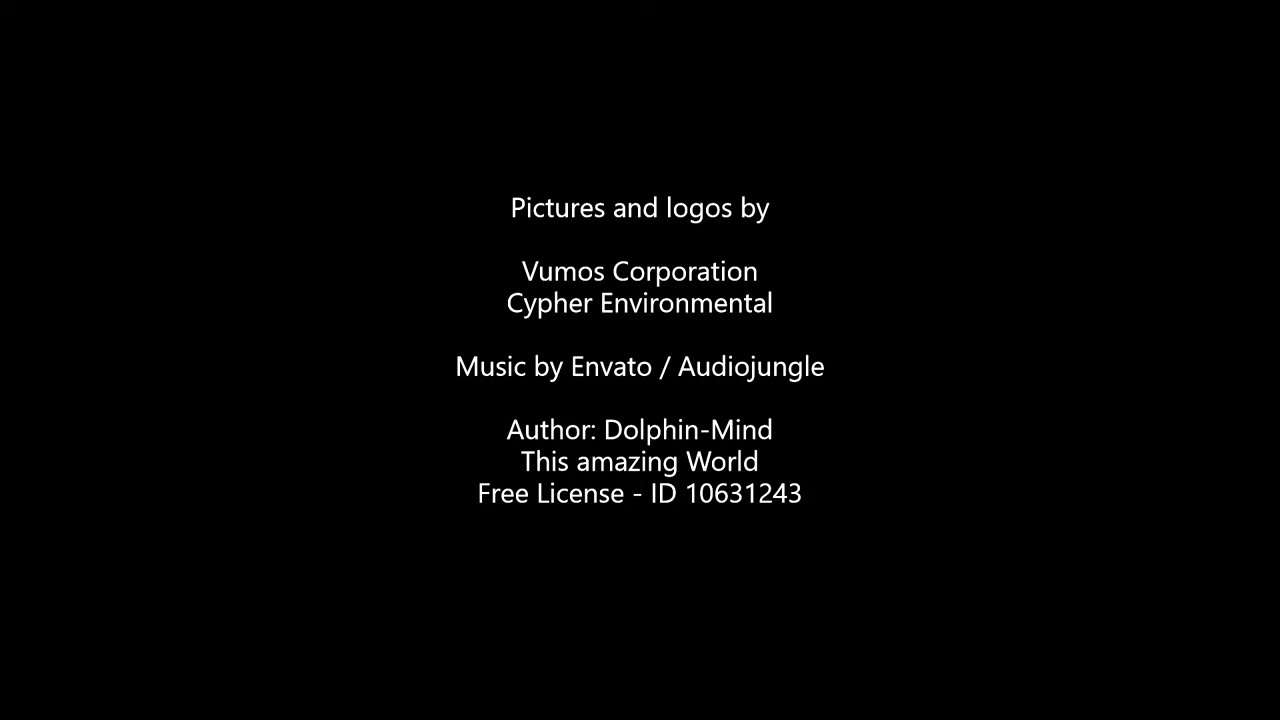 Pictures and logos by
Vumos Corporation
Cypher Environmental
Music by Envato / Audiojungle
Author: Dolphin-Mind
This amazing World
Free License - ID 10631243